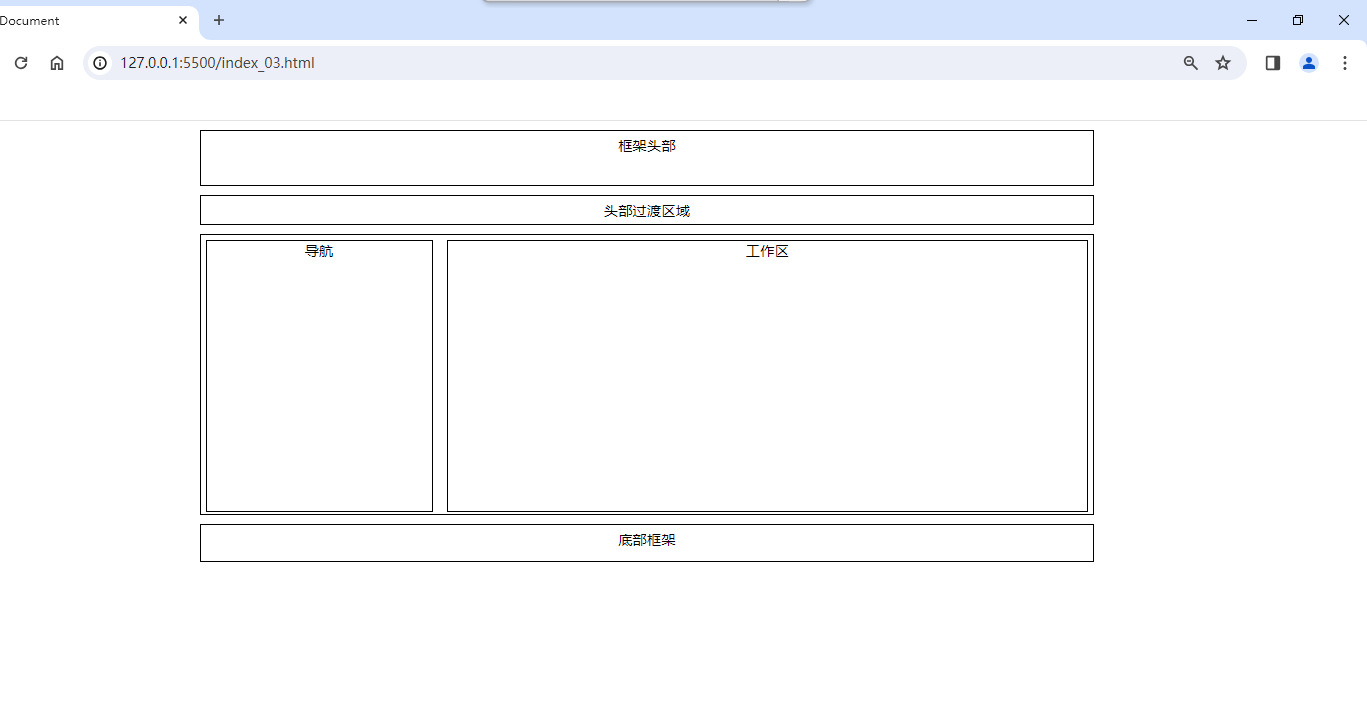 Document
127.0.0.1:5500/index_03.html
框架头部
头部过渡区域
导航
工作区
底部框架